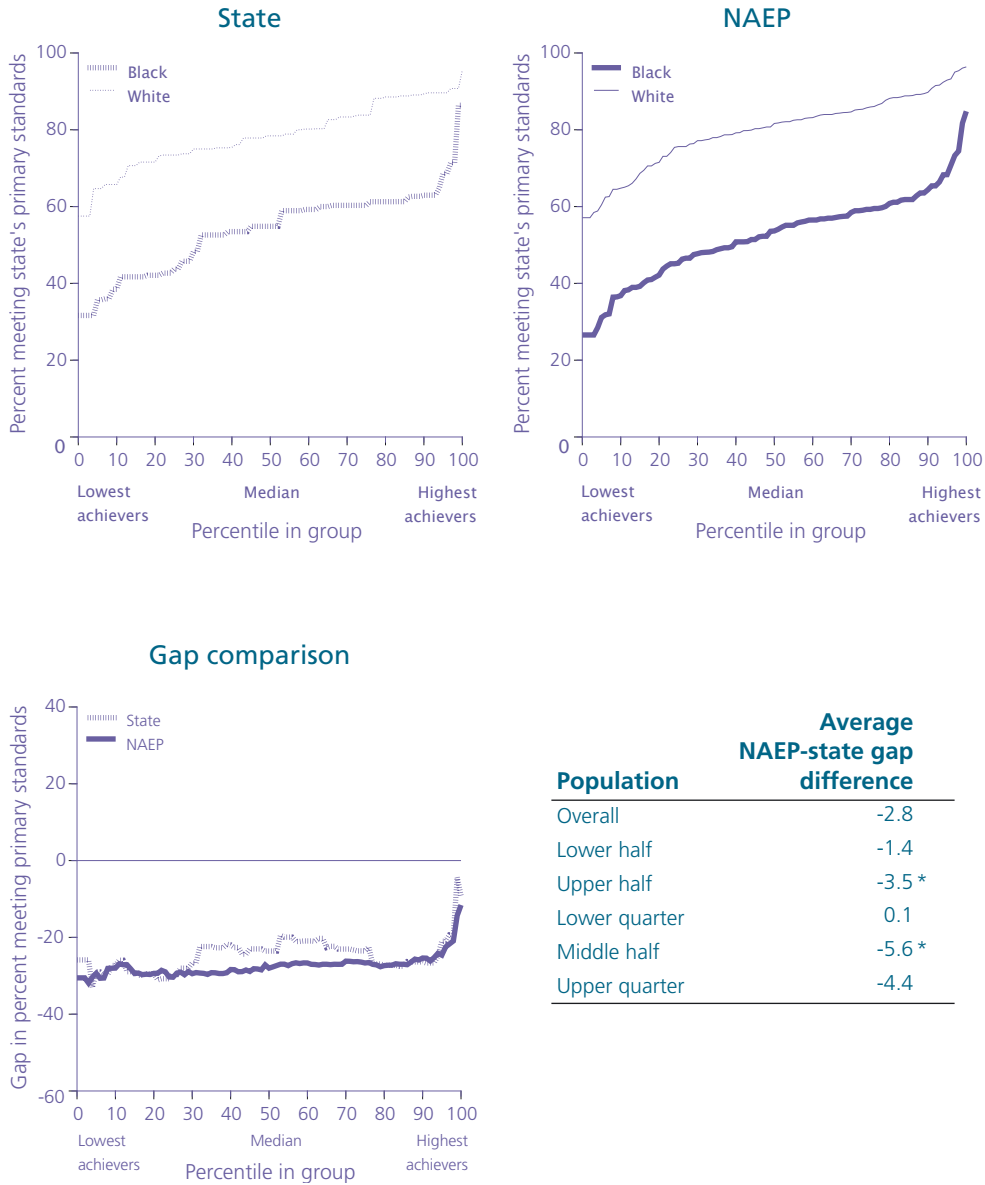 State
Percent meeting state's primary standards
100
80
60
40
20
0
Black
White
0 10 20 30 40 50 60 70 80 90 100
Lowest achievers
Median
Highest achievers
Percentile in group
NAEP
Percent meeting state's primary standards
100
80
60
40
20
0
Black
White
0 10 20 30 40 50 60 70 80 90 100
Lowest achievers
Median
Highest achievers
Percentile in group
Gap comparison
Gap in percent meeting primary standards
40
20
0
-20
-40
-60
State
NAEP
0 10 20 30 40 50 60 70 80 90 100
Lowest achievers
Median
Highest achievers
Percentile in group
Average
NAEP-state gap
Population difference
Overall -2.8
Lower half -1.4
Upper half -3.5 *
Lower quarter 0.1
Middle half -5.6 *
Upper quarter -4.4